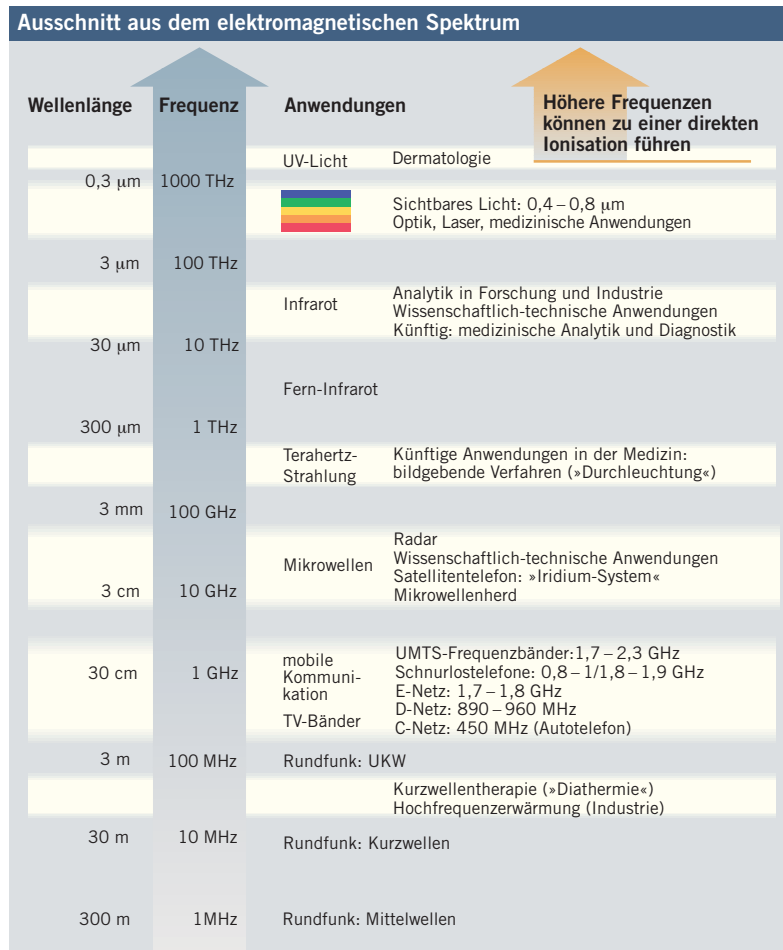 Ausschnitt aus dem elektromagnetischen Spektrum
Wellenlänge Frequenz Anwendungen
Höhere Frequenzen
können zu einer direkten
Ionisation führen
UV-Licht Dermatologie
0,3 μm 1000 THz
Sichtbares Licht: 0,4 – 0,8 μm
Optik, Laser, medizinische Anwendungen
3 μm 100 THz
Infrarot
Analytik in Forschung und Industrie
Wissenschaftlich-technische Anwendungen
Künftig: medizinische Analytik und Diagnostik
30 μm 10 THz
Fern-Infrarot
300 μm 1 THz
Terahertz-
Strahlung
Künftige Anwendungen in der Medizin:
bildgebende Verfahren (»Durchleuchtung«)
3 mm 100 GHz
Mikrowellen
Radar
Wissenschaftlich-technische Anwendungen
Satellitentelefon: »Iridium-System«
Mikrowellenherd
3 cm 10 GHz
30 cm 1 GHz
mobile
Kommuni-
kation
TV-Bänder
UMTS-Frequenzbänder:1,7 – 2,3 GHz
Schnurlostelefone: 0,8 – 1/1,8 – 1,9 GHz
E-Netz: 1,7 – 1,8 GHz
D-Netz: 890 – 960 MHz
C-Netz: 450 MHz (Autotelefon)
3 m 100 MHz Rundfunk: UKW
Kurzwellentherapie (»Diathermie«)
Hochfrequenzerwärmung (Industrie)
30 m 10 MHz Rundfunk: Kurzwellen
300 m 1MHz Rundfunk: Mittelwellen